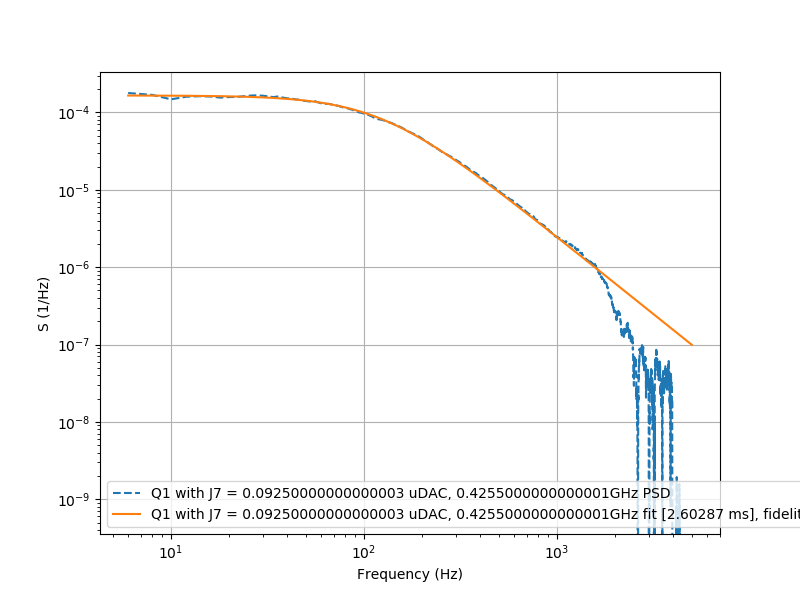 10⁻⁴
10⁻⁵
10⁻⁶
10⁻⁷
10⁻⁸
10⁻⁹
S (1/Hz)
Q1 with J7 = 0.09250000000000003 uDAC, 0.4255000000000001GHz PSD
Q1 with J7 = 0.09250000000000003 uDAC, 0.4255000000000001GHz fit [2.60287 ms], fidelit
10¹ 10² 10³
Frequency (Hz)